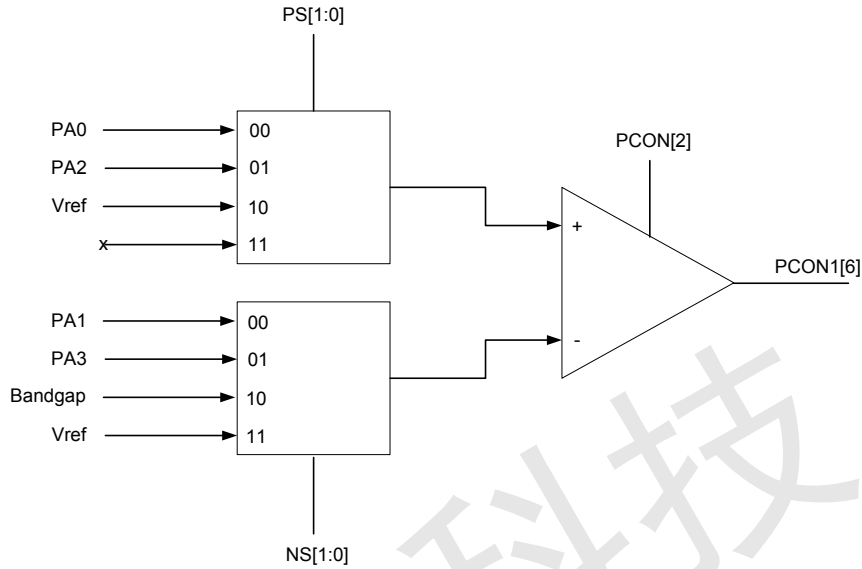 PS[1:0]
PA0
00
PA2
01
Vref
10
x
11
PCON[2]
+
-
PCON1[6]
PA1
00
PA3
01
Bandgap
10
Vref
11
NS[1:0]
科技